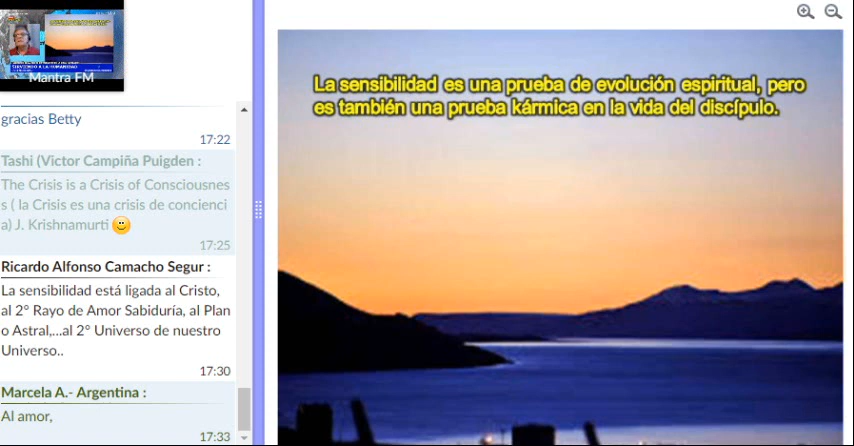 Mantra FM
gracias Betty
17:22
Tashi (Victor Campiña Puigden :
The Crisis is a Crisis of Consciousnes
s ( la Crisis es una crisis de concienci
a) J. Krishnamurti
17:25
Ricardo Alfonso Camacho Segur :
La sensibilidad está ligada al Cristo,
al 2° Rayo de Amor Sabiduría, al Plan
o Astral,...al 2° Universo de nuestro
Universo..
17:30
Marcela A.- Argentina :
Al amor,
17:33
La sensibilidad es una prueba de evolución espiritual, pero
es también una prueba kármica en la vida del discípulo.